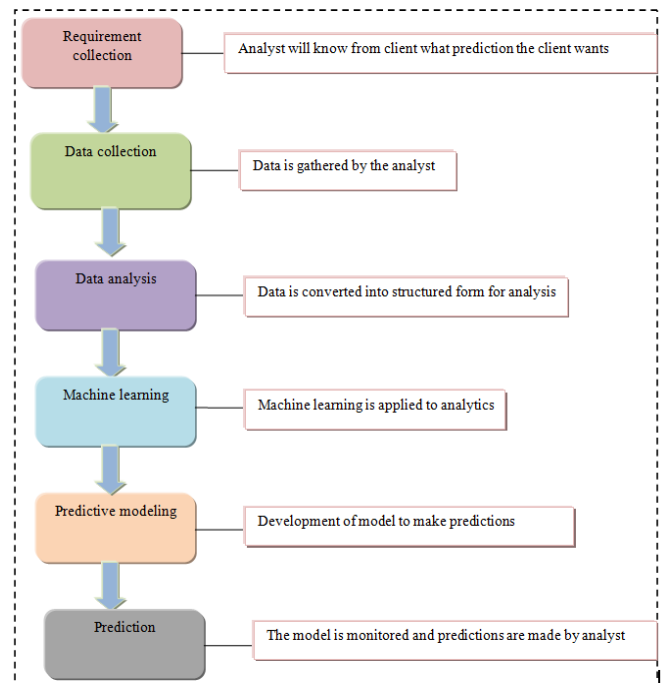 Requirement
collection
Analyst will know from client what prediction the client wants
Data collection
Data is gathered by the analyst
Data analysis
Data is converted into structured form for analysis
Machine learning
Machine learning is applied to analytics
Predictive modeling
Development of model to make predictions
Prediction
The model is monitored and predictions are made by analyst